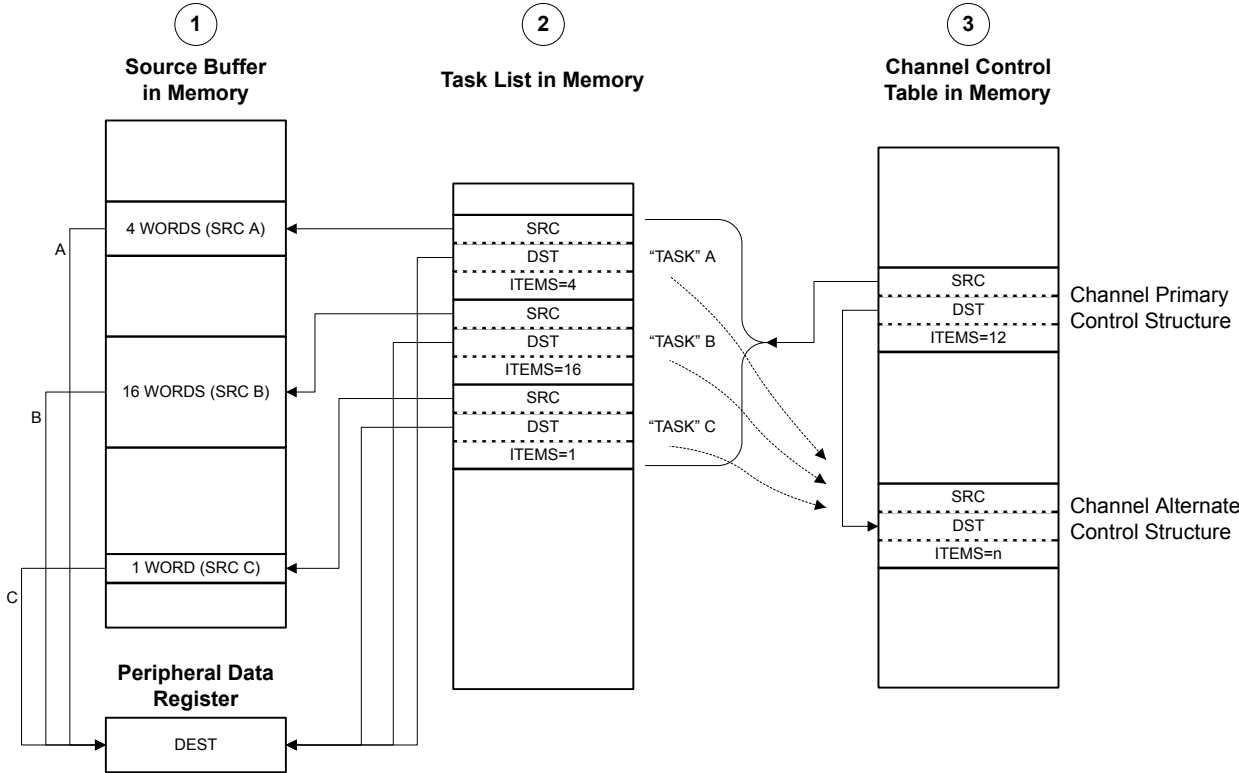 1
Source Buffer
in Memory
4 WORDS (SRC A)
16 WORDS (SRC B)
1 WORD (SRC C)
A
B
C
Peripheral Data
Register
DEST
2
Task List in Memory
SRC
DST
ITEMS=4
SRC
DST
ITEMS=16
SRC
DST
ITEMS=1
“TASK” A
“TASK” B
“TASK” C
3
Channel Control
Table in Memory
SRC
DST
ITEMS=12
Channel Primary
Control Structure
SRC
DST
ITEMS=n
Channel Alternate
Control Structure